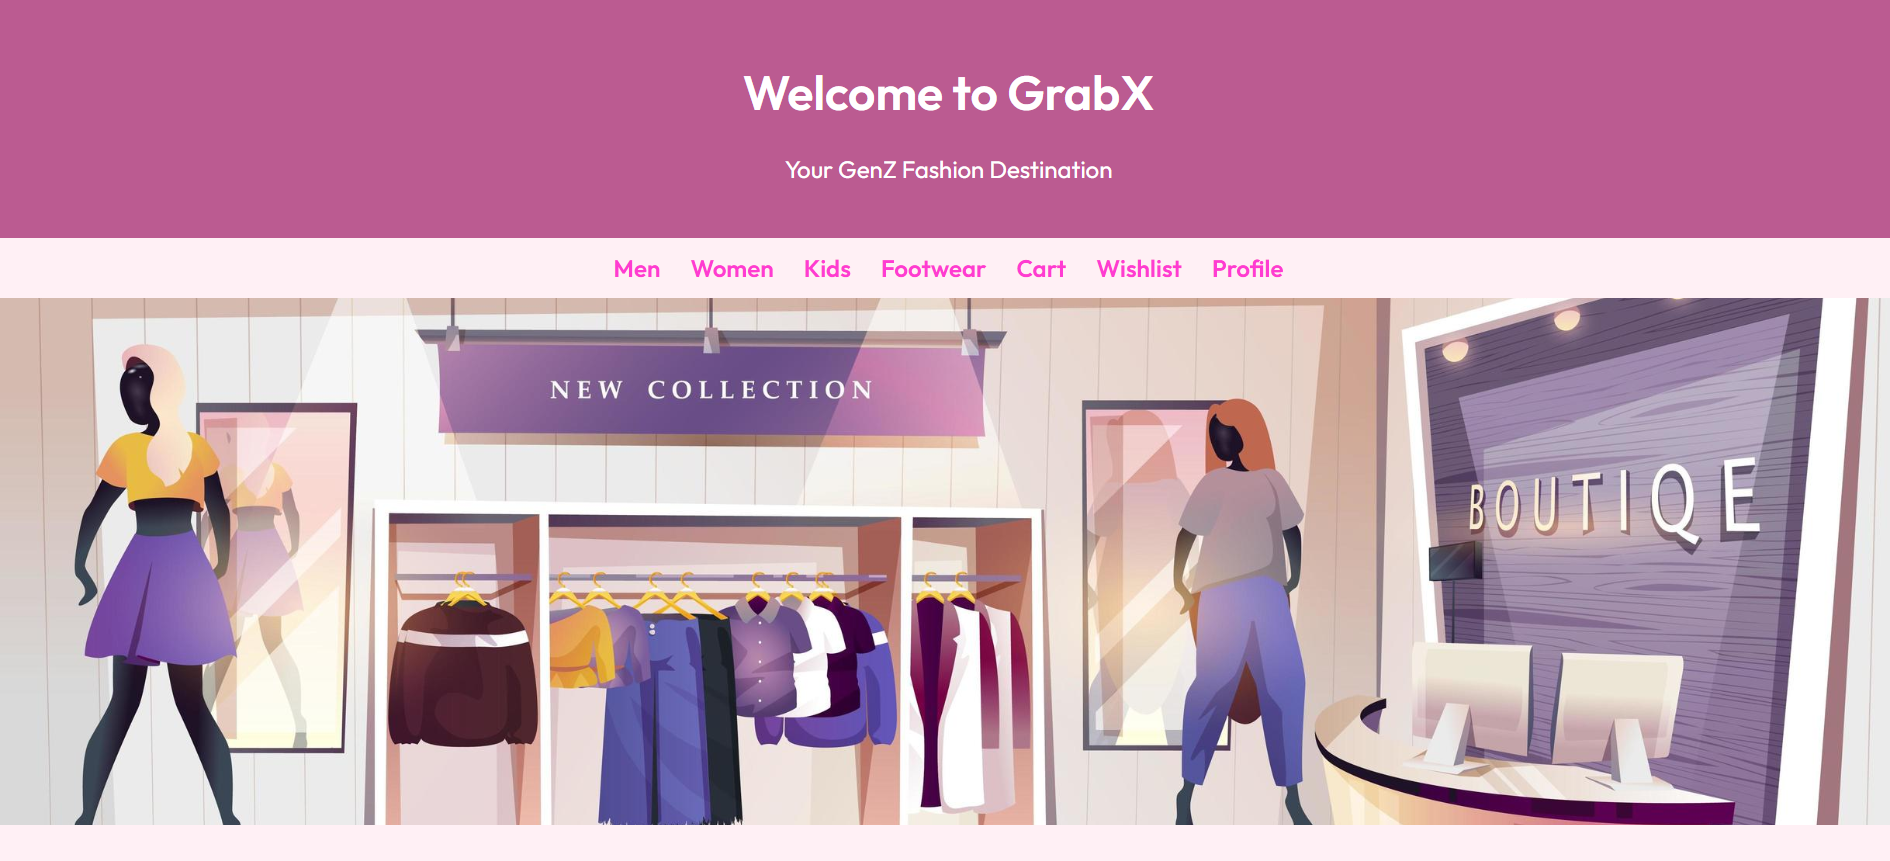 Welcome to GrabX
Your GenZ Fashion Destination
Men Women Kids Footwear Cart Wishlist Profile
NEW COLLECTION
BOUTIQE